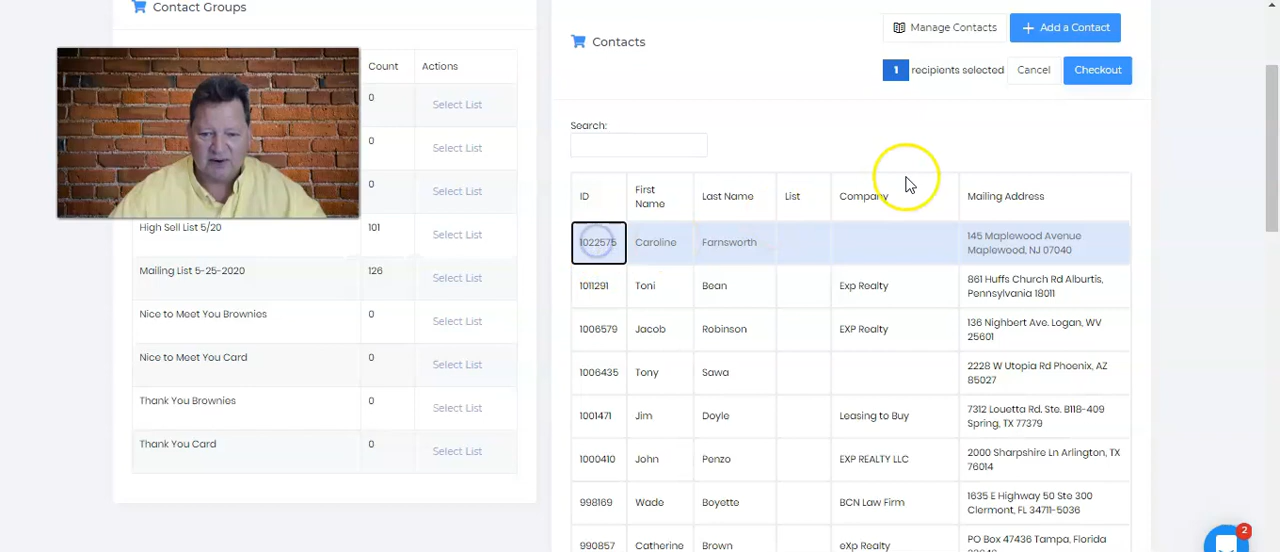 Contact Groups
Count Actions
0 Select List
0 Select List
0 Select List
High Sell List 5/20 101 Select List
Mailing List 5-25-2020 126 Select List
Nice to Meet You Brownies 0 Select List
Nice to Meet You Card 0 Select List
Thank You Brownies 0 Select List
Thank You Card 0 Select List
Manage Contacts + Add a Contact
Contacts
1 recipients selected Cancel Checkout
Search:
ID First Name Last Name List Company Mailing Address
1022575 Caroline Farnsworth 145 Maplewood Avenue
Maplewood, NJ 07040
1011291 Toni Bean Exp Realty 861 Huffs Church Rd Alburtis,
Pennsylvania 18011
1006579 Jacob Robinson EXP Realty 136 Nighbert Ave. Logan, WV
25601
1006435 Tony Sawa 2228 W Utopia Rd Phoenix, AZ
85027
1001471 Jim Doyle Leasing to Buy 7312 Louetta Rd. Ste. B118-409
Spring, TX 77379
1000410 John Penzo EXP REALTY LLC 2000 Sharpshire Ln Arlington, TX
76014
998169 Wade Boyette BCN Law Firm 1635 E Highway 50 Ste 300
Clermont, FL 34711-5036
990857 Catherine Brown eXp Realty PO Box 47436 Tampa, Florida
2